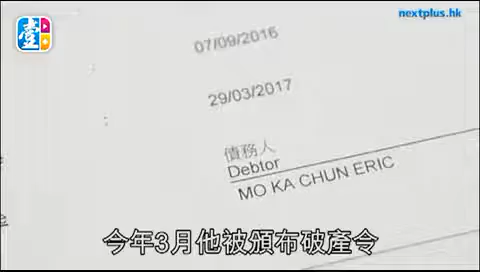 壹
nextplus.hk
07/09/2016
29/03/2017
債務人
Debtor
MO KA CHUN ERIC
今年3月他被頒布破產令